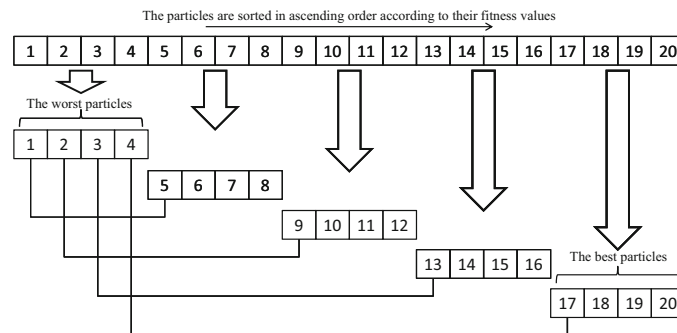 The particles are sorted in ascending order according to their fitness values
1 2 3 4 5 6 7 8 9 10 11 12 13 14 15 16 17 18 19 20
The worst particles
1 2 3 4
5 6 7 8
9 10 11 12
The best particles
13 14 15 16
17 18 19 20